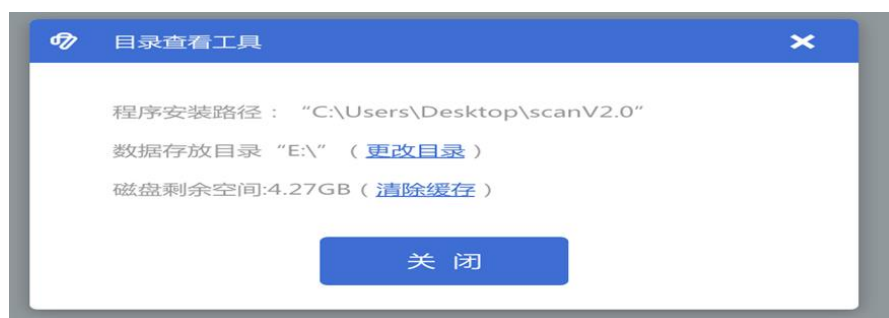 目录查看工具
程序安装路径： “C:\Users\Desktop\scanV2.0”
数据存放目录 “E:\” （更改目录）
磁盘剩余空间:4.27GB（清除缓存）
关 闭